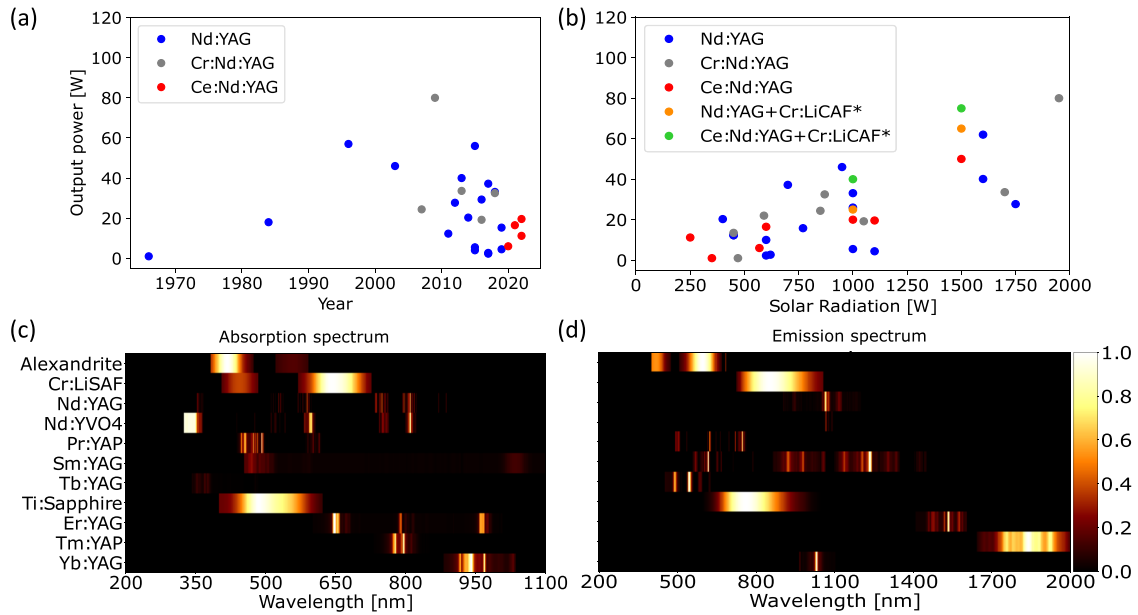 (a)
120
100
80
60
40
20
0
Output power [W]
Nd:YAG
Cr:Nd:YAG
Ce:Nd:YAG
1970 1980 1990 2000 2010 2020
Year
(b)
120
100
80
60
40
20
0
Nd:YAG
Cr:Nd:YAG
Ce:Nd:YAG
Nd:YAG+Cr:LiCAF*
Ce:Nd:YAG+Cr:LiCAF*
0 250 500 750 1000 1250 1500 1750 2000
Solar Radiation [W]
(c)
Absorption spectrum
Alexandrite
Cr:LiSAF
Nd:YAG
Nd:YVO4
Pr:YAP
Sm:YAG
Tb:YAG
Ti:Sapphire
Er:YAG
Tm:YAP
Yb:YAG
200 350 500 650 800 950 1100
Wavelength [nm]
(d)
Emission spectrum
200 500 800 1100 1400 1700 2000
Wavelength [nm]
1.0
0.8
0.6
0.4
0.2
0.0